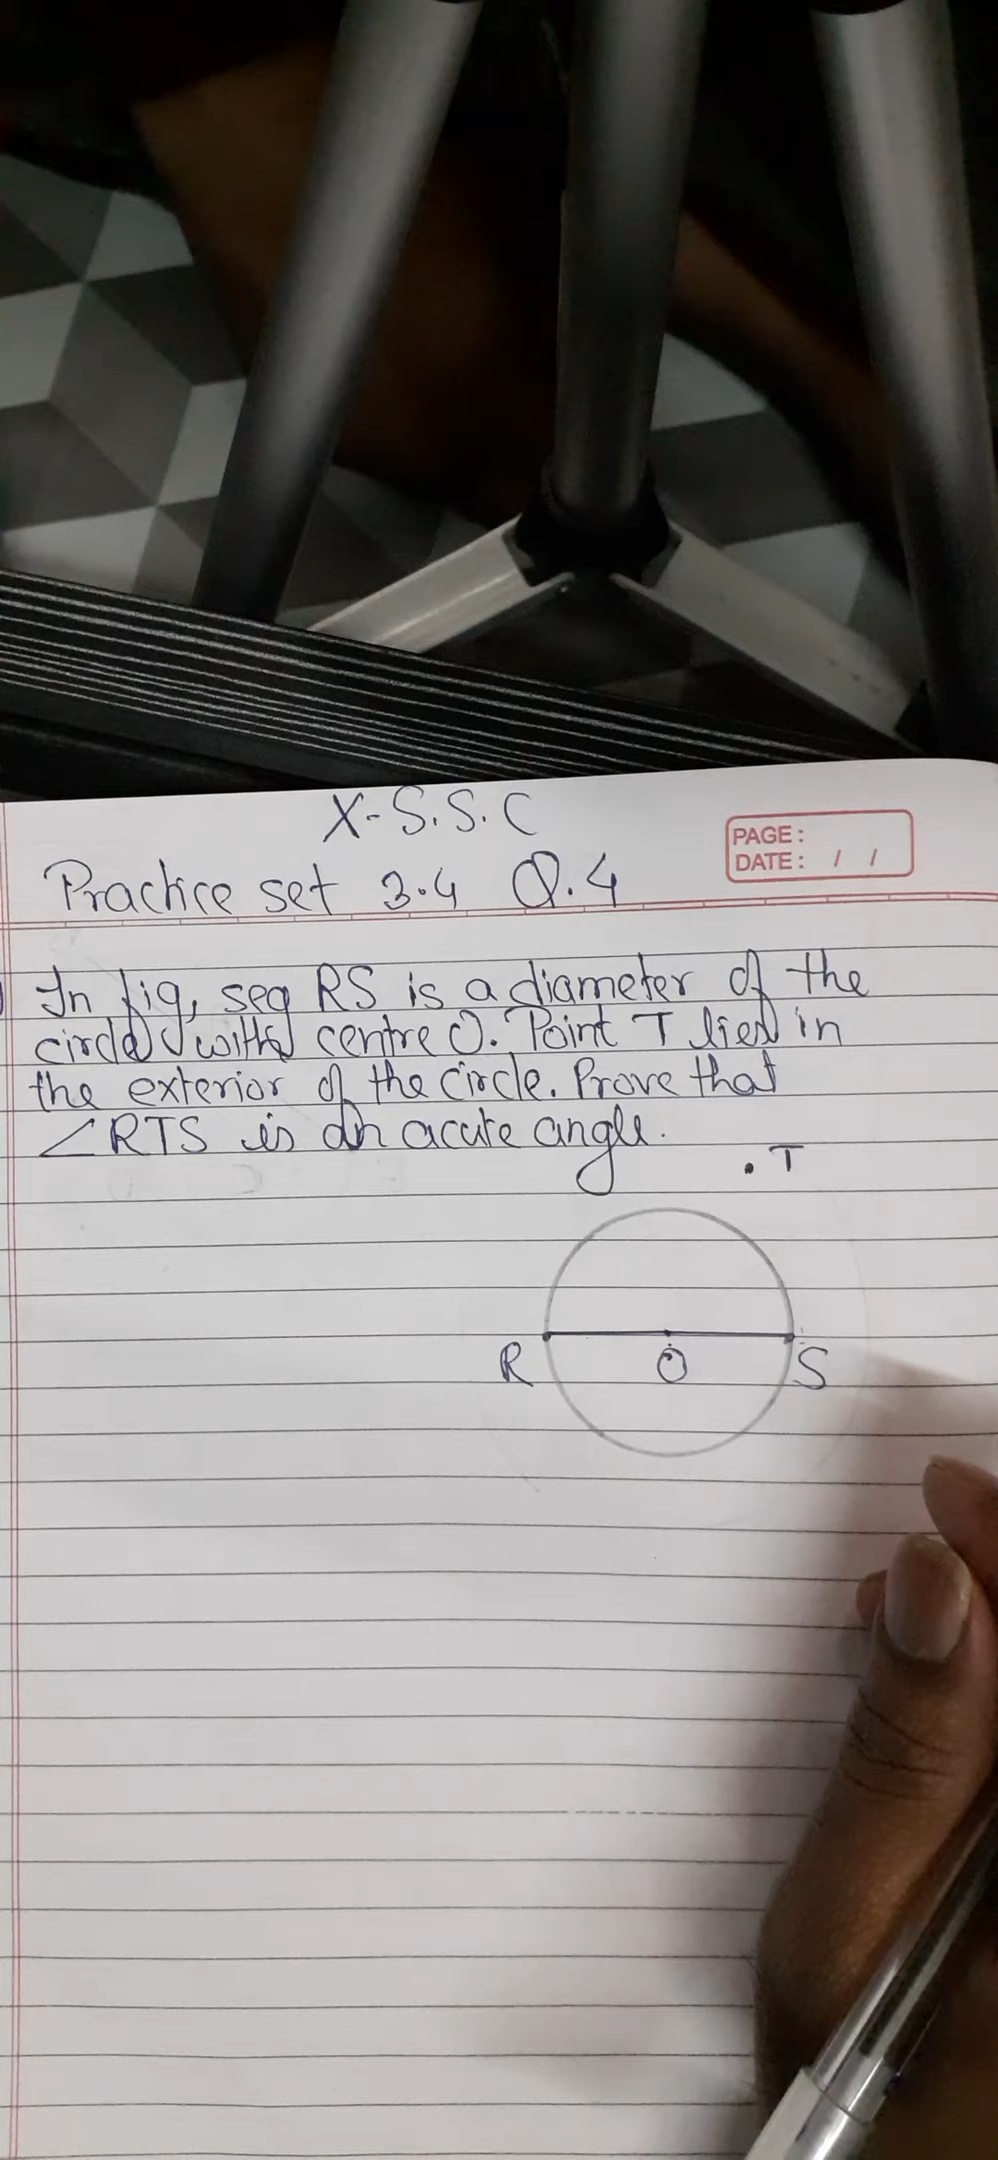 X-S.S.C
PAGE:
DATE: / /
Practice set 3.4 Q.4
In fig, seg RS is a diameter of the
circle with centre O. Point T lies in
the exterior of the circle. Prove that
∠RTS is an acute angle.
. T
R O S